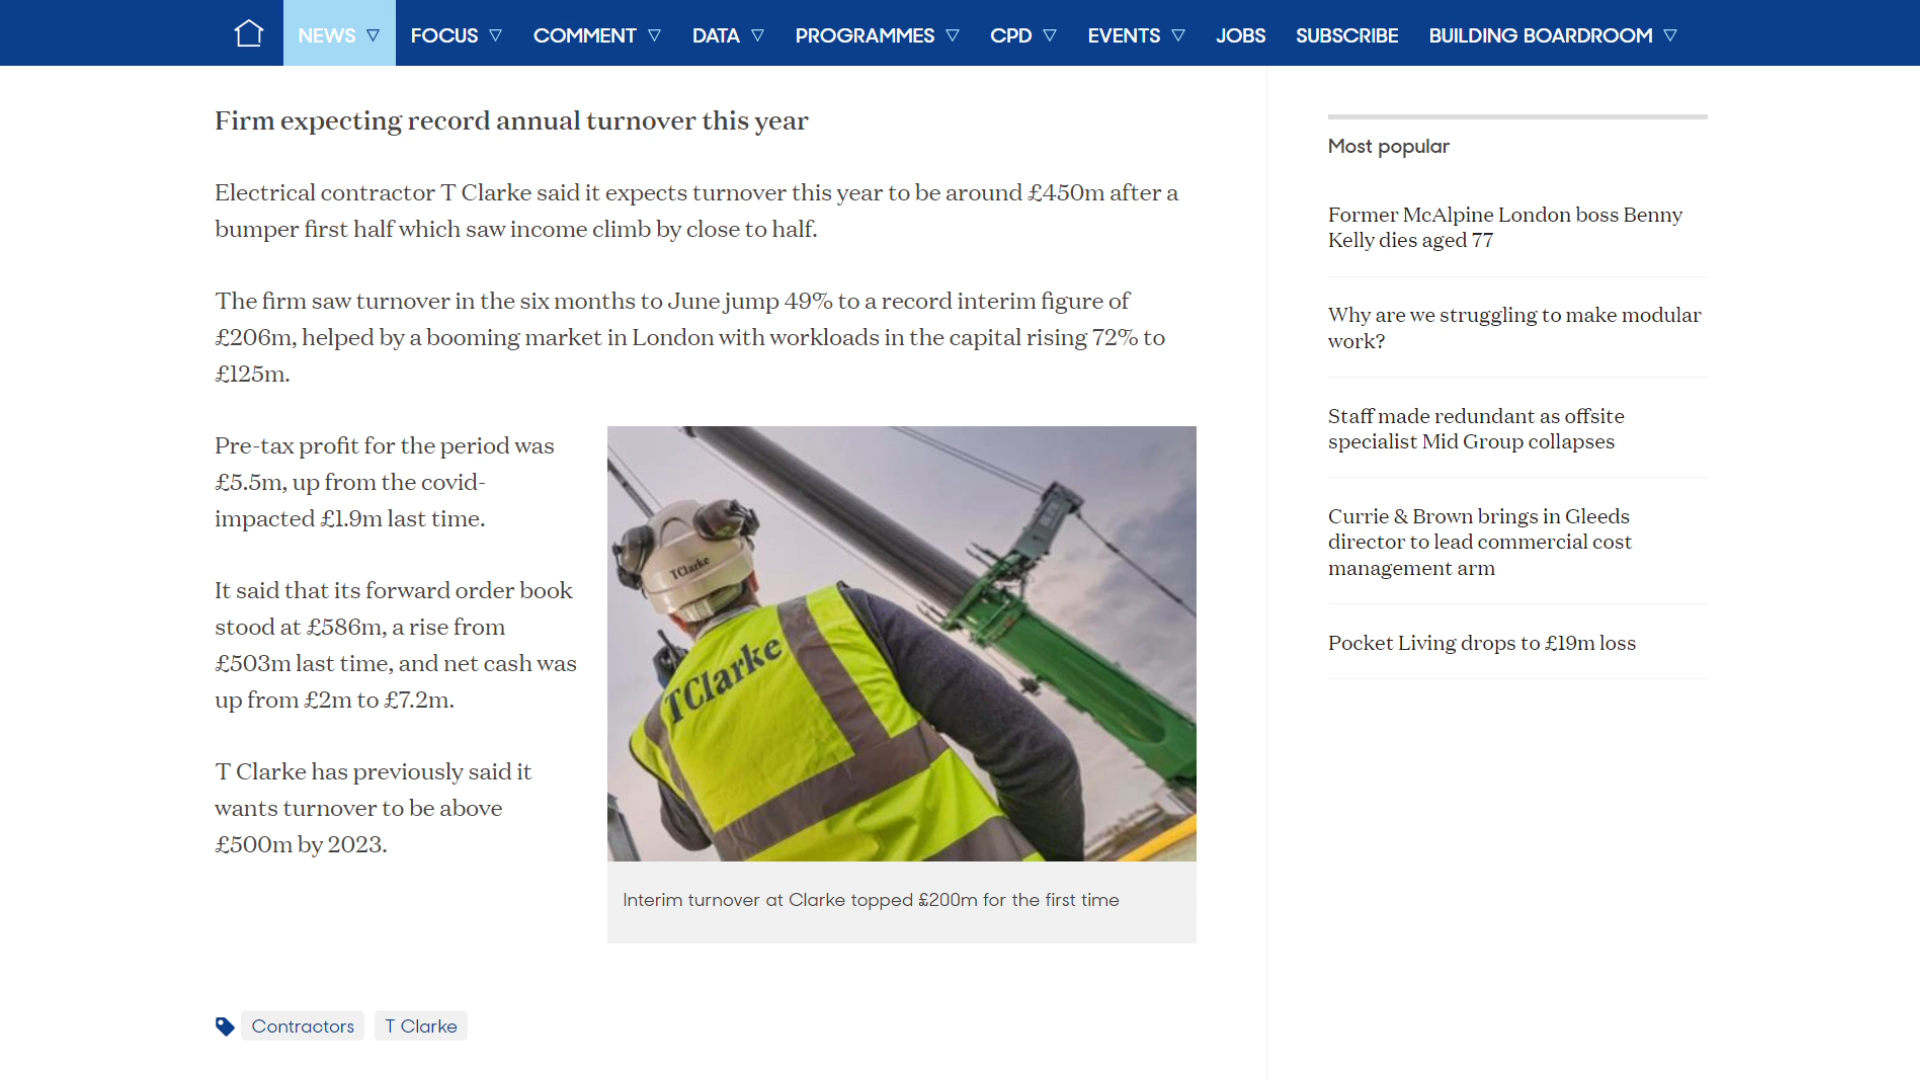 NEWS
FOCUS
COMMENT
DATA
PROGRAMMES
CPD
EVENTS
JOBS
SUBSCRIBE
BUILDING BOARDROOM
Firm expecting record annual turnover this year
Electrical contractor T Clarke said it expects turnover this year to be around £450m after a
bumper first half which saw income climb by close to half.
The firm saw turnover in the six months to June jump 49% to a record interim figure of
£206m, helped by a booming market in London with workloads in the capital rising 72% to
£125m.
Pre-tax profit for the period was
£5.5m, up from the covid-
impacted £1.9m last time.
It said that its forward order book
stood at £586m, a rise from
£503m last time, and net cash was
up from £2m to £7.2m.
T Clarke has previously said it
wants turnover to be above
£500m by 2023.
TClarke
TClarke
Interim turnover at Clarke topped £200m for the first time
Contractors
T Clarke
Most popular
Former McAlpine London boss Benny
Kelly dies aged 77
Why are we struggling to make modular
work?
Staff made redundant as offsite
specialist Mid Group collapses
Currie & Brown brings in Gleeds
director to lead commercial cost
management arm
Pocket Living drops to £19m loss